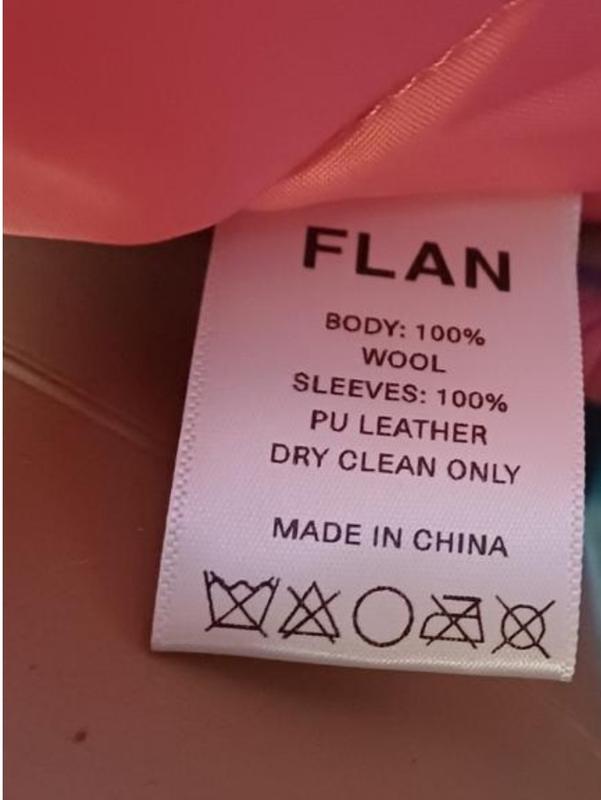 FLAN
BODY: 100%
WOOL
SLEEVES: 100%
PU LEATHER
DRY CLEAN ONLY
MADE IN CHINA